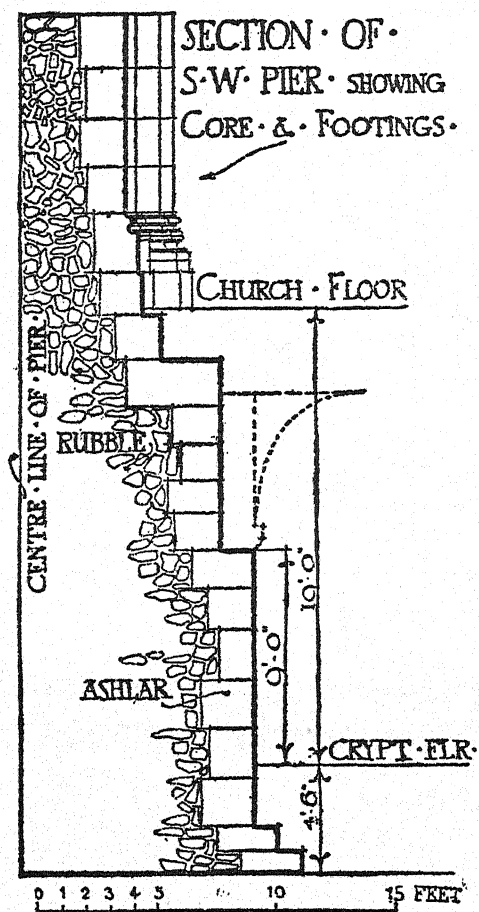 SECTION · OF ·
S·W· PIER · SHOWING
CORE · & · FOOTINGS ·
CHURCH · FLOOR
CENTRE · LINE · OF · PIER ·
RUBBLE
19'·0"
9'-0"
ASHLAR
CRYPT · FLR ·
4'·6"
0 1 2 3 4 5 10 15 FEET